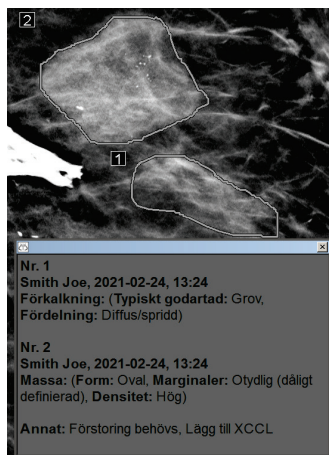 2
1
Nr. 1
Smith Joe, 2021-02-24, 13:24
Förkalkning: (Typiskt godartad: Grov,
Fördelning: Diffus/spridd)
Nr. 2
Smith Joe, 2021-02-24, 13:24
Massa: (Form: Oval, Marginaler: Otydlig (dåligt
definierad), Densitet: Hög)
Annat: Förstoring behövs, Lägg till XCCL